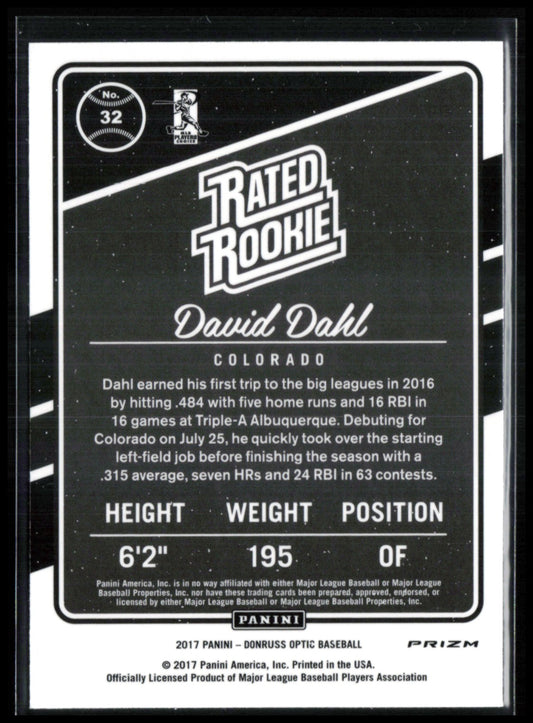 No.
32
MLB
PLAYERS
CHOICE
RATED
ROOKIE
David Dahl
COLORADO
Dahl earned his first trip to the big leagues in 2016
by hitting .484 with five home runs and 16 RBI in
16 games at Triple-A Albuquerque. Debuting for
Colorado on July 25, he quickly took over the starting
left-field job before finishing the season with a
.315 average, seven HRs and 24 RBI in 63 contests.
HEIGHT WEIGHT POSITION
6'2" 195 OF
Panini America, Inc. is in no way affiliated with either Major League Baseball or Major League
Baseball Properties, Inc. nor have these trading cards been prepared, approved, endorsed, or
licensed by either Major League Baseball or Major League Baseball Properties, Inc.
PANINI
2017 PANINI – DONRUSS OPTIC BASEBALL PRIZM
© 2017 Panini America, Inc. Printed in the USA.
Officially Licensed Product of Major League Baseball Players Association